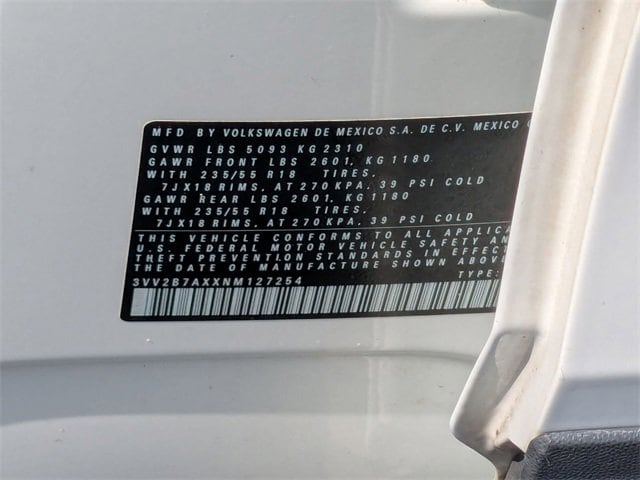 MFD BY VOLKSWAGEN DE MEXICO S.A. DE C.V. MEXICO
GVWR LBS 5093 KG 2310
GAWR FRONT LBS 2601, KG 1180
WITH 235/55 R18 TIRES.
7JX18 RIMS, AT 270 KPA, 39 PSI COLD
GAWR REAR LBS 2601, KG 1180
WITH 235/55 R18 TIRES.
7JX18 RIMS, AT 270 KPA, 39 PSI COLD
THIS VEHICLE CONFORMS TO ALL APPLICA
U.S. FEDERAL MOTOR VEHICLE SAFETY AN
THEFT PREVENTION STANDARDS IN EFFECT
THE DATE OF MANUFACTURE SHOWN ABOVE
3VV2B7AXXNM127254 TYPE: